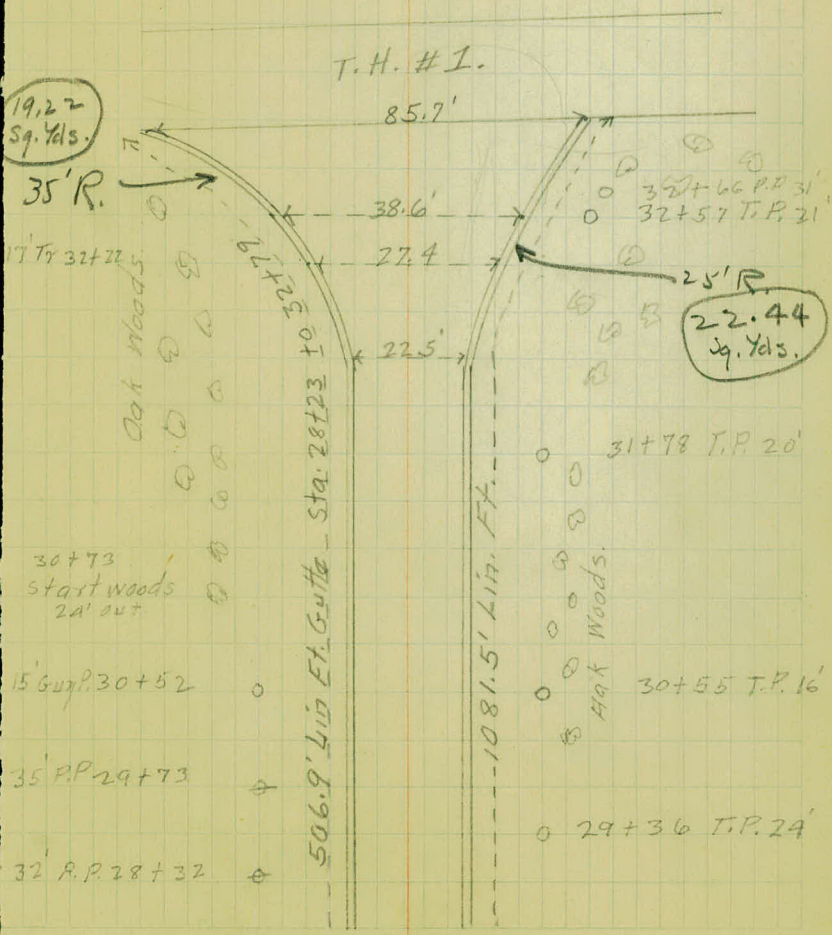 T.H. #1.
19.22
Sq. Yds.
85.7'
35' R.
38.6'
32+66 P.P. 31'
32+57 T.P. 21'
17' Tr 32+22
27.4
25' R.
22.44
Sq. Yds.
22.5'
Oak Woods.
506.9' Lin Ft. Gutte Sta. 28+23 to 32+79
1081.5' Lin. Ft.
31+78 T.P. 20'
30+73
Start woods
24' out
Oak Woods.
15' Guy P. 30+52
30+55 T.P. 16'
35' P.P. 29+73
29+36 T.P. 24'
32' P.P. 28+32